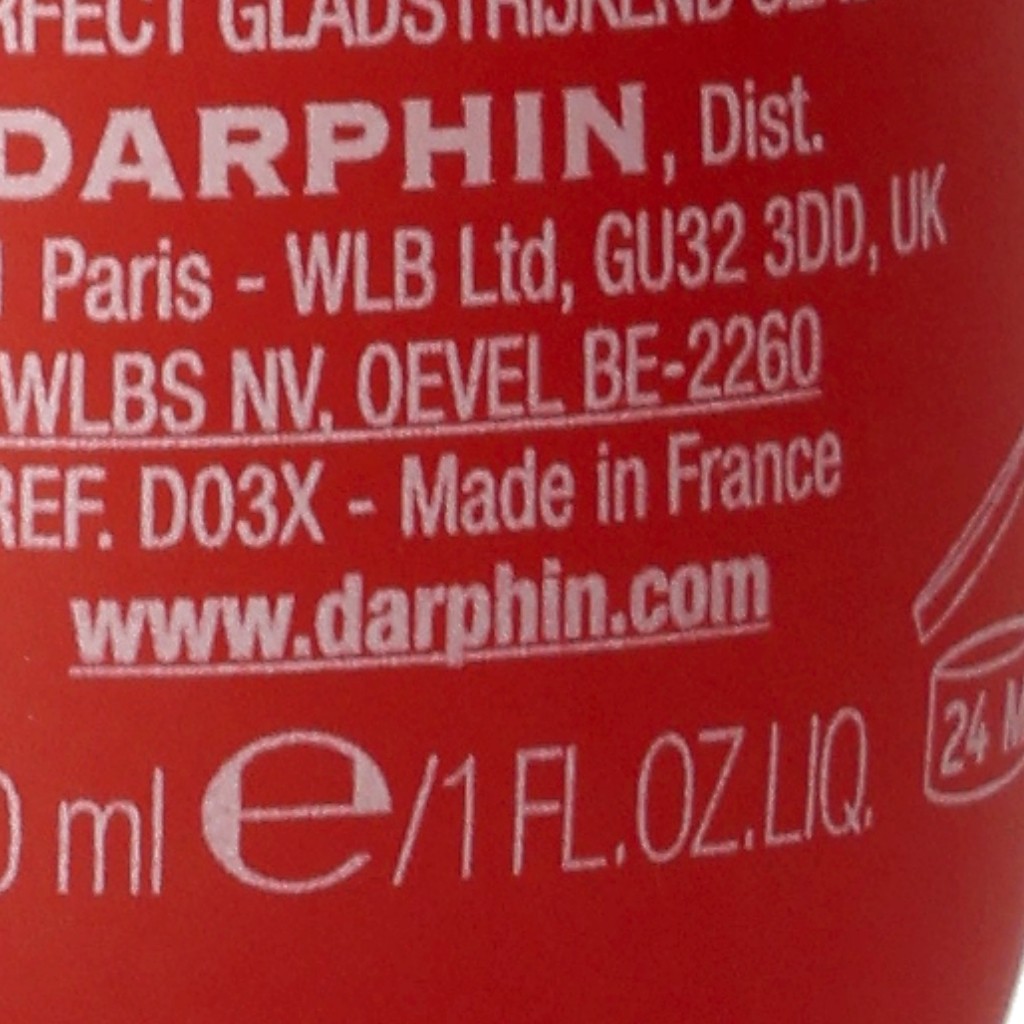 GLADSTRIJKEND
DARPHIN, Dist.
Paris - WLB Ltd, GU32 3DD, UK
WLBS NV, OEVEL BE-2260
REF. D03X - Made in France
www.darphin.com
ml e/1 FL.OZ.LIQ.
24 M